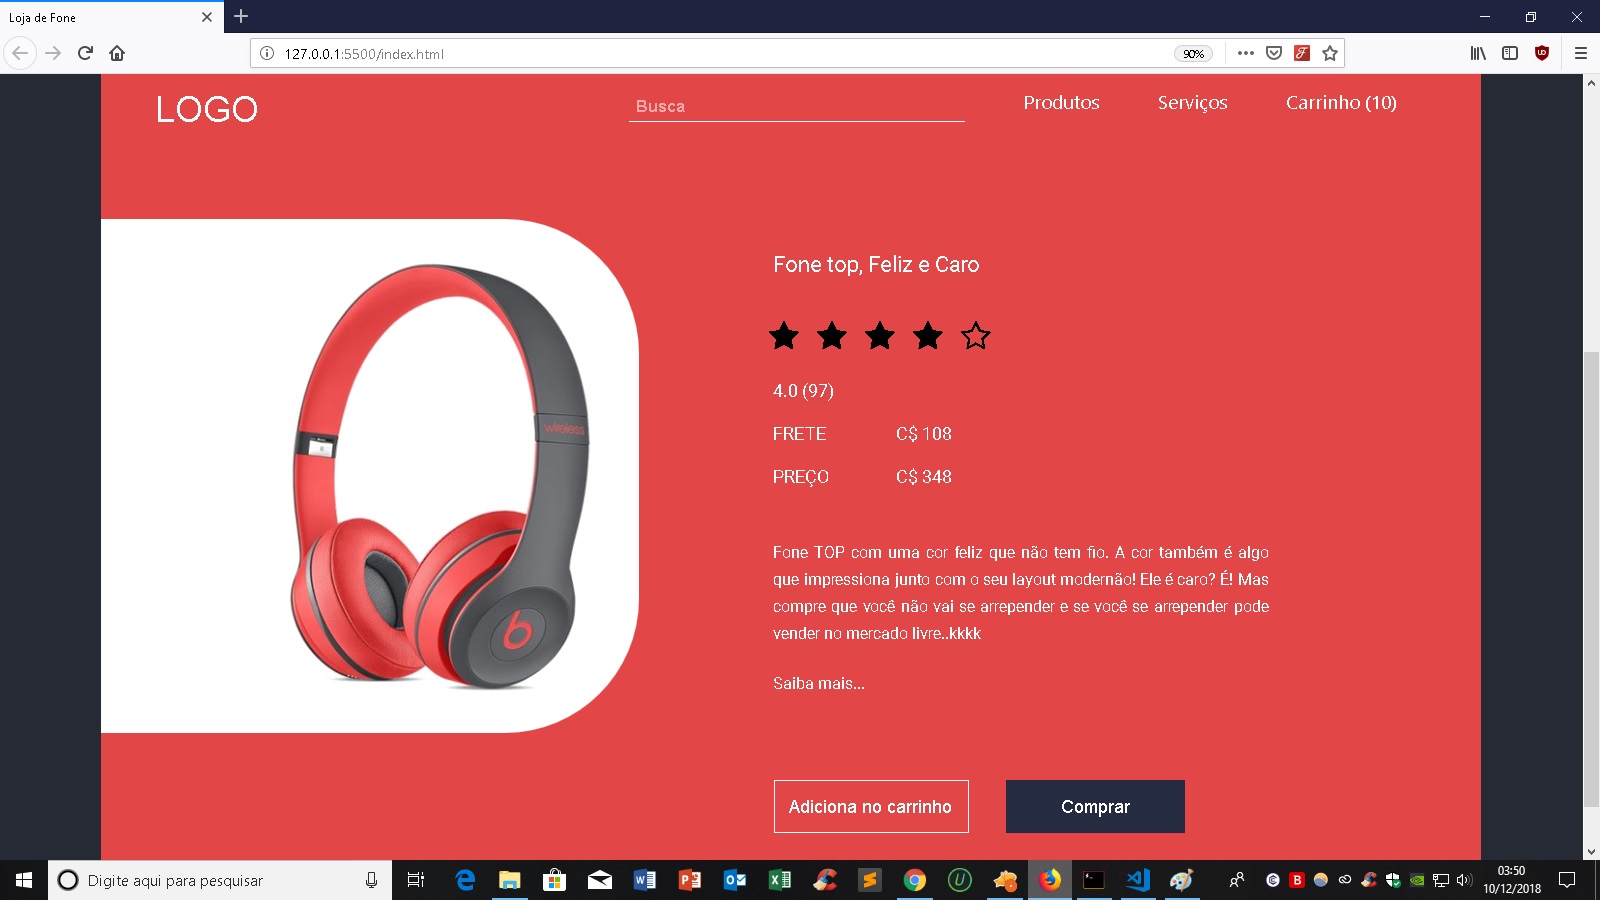 Loja de Fone
127.0.0.1:5500/index.html
90%
LOGO
Busca
Produtos
Serviços
Carrinho (10)
wireless
Fone top, Feliz e Caro
4.0 (97)
FRETE C$ 108
PREÇO C$ 348
Fone TOP com uma cor feliz que não tem fio. A cor também é algo
que impressiona junto com o seu layout modernão! Ele é caro? É! Mas
compre que você não vai se arrepender e se você se arrepender pode
vender no mercado livre..kkkk
Saiba mais...
Adiciona no carrinho
Comprar
Digite aqui para pesquisar
03:50
10/12/2018